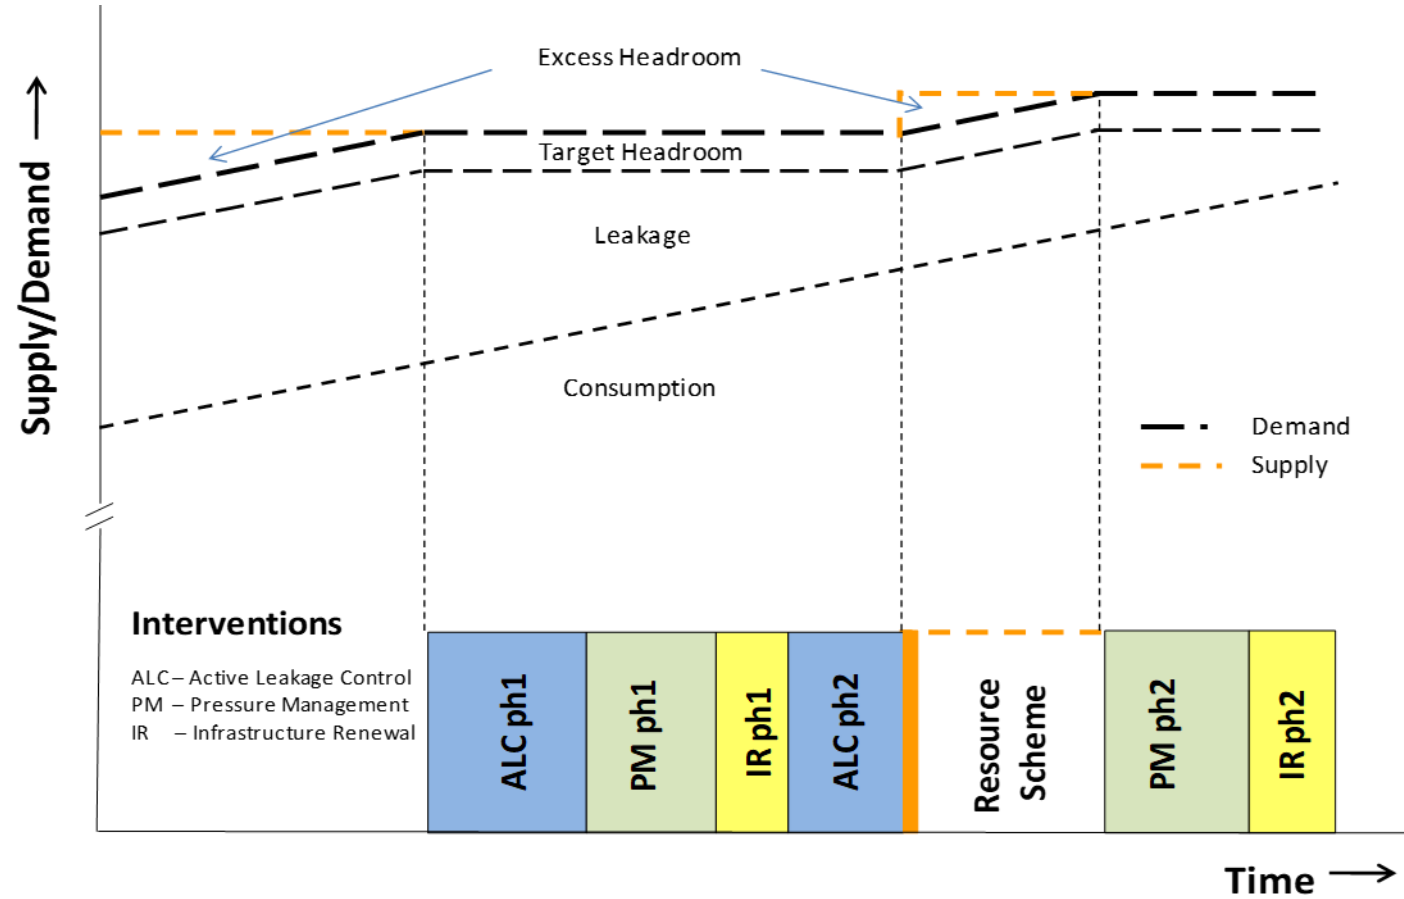 Excess Headroom
Target Headroom
Leakage
Consumption
Supply/Demand
Demand
Supply
Interventions
ALC – Active Leakage Control
PM – Pressure Management
IR – Infrastructure Renewal
ALC ph1
PM ph1
IR ph1
ALC ph2
Resource
Scheme
PM ph2
IR ph2
Time